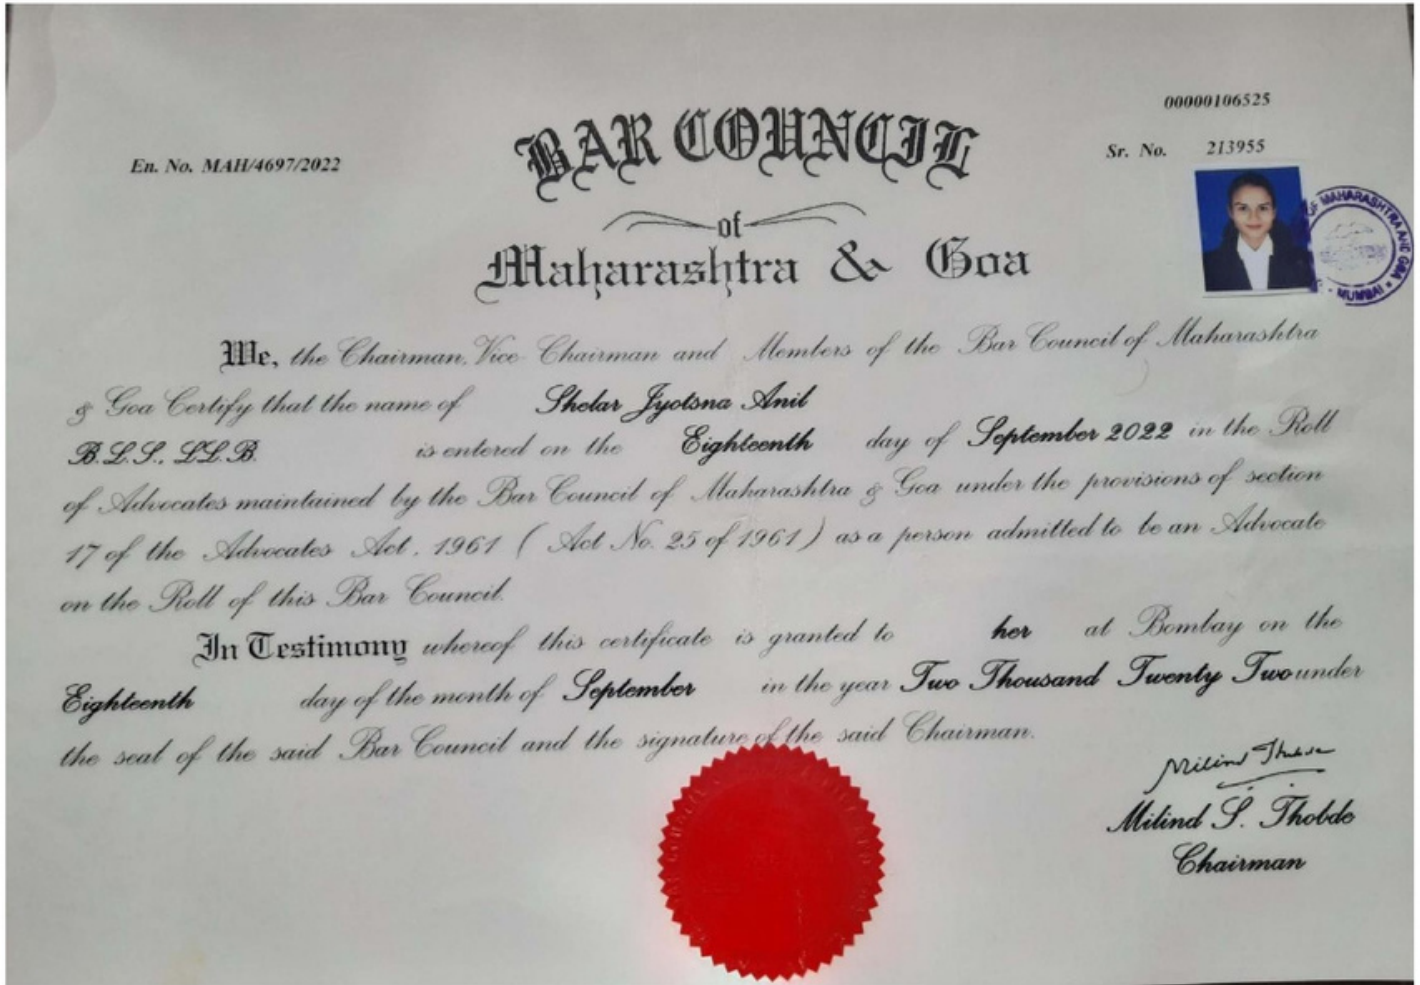 00000106525
En. No. MAH/4697/2022
Sr. No. 213955
BAR COUNCIL
of
Maharashtra & Goa
OF MAHARASHTRA AND GOA
MUMBAI
We, the Chairman, Vice Chairman and Members of the Bar Council of Maharashtra
& Goa Certify that the name of Shelar Jyotsna Anil
B.L.S., LL.B. is entered on the Eighteenth day of September 2022 in the Roll
of Advocates maintained by the Bar Council of Maharashtra & Goa under the provisions of section
17 of the Advocates Act, 1961 ( Act No. 25 of 1961 ) as a person admitted to be an Advocate
on the Roll of this Bar Council.
In Testimony whereof this certificate is granted to her at Bombay on the
Eighteenth day of the month of September in the year Two Thousand Twenty Two under
the seal of the said Bar Council and the signature of the said Chairman.
Milind Thobde
Milind S. Thobde
Chairman